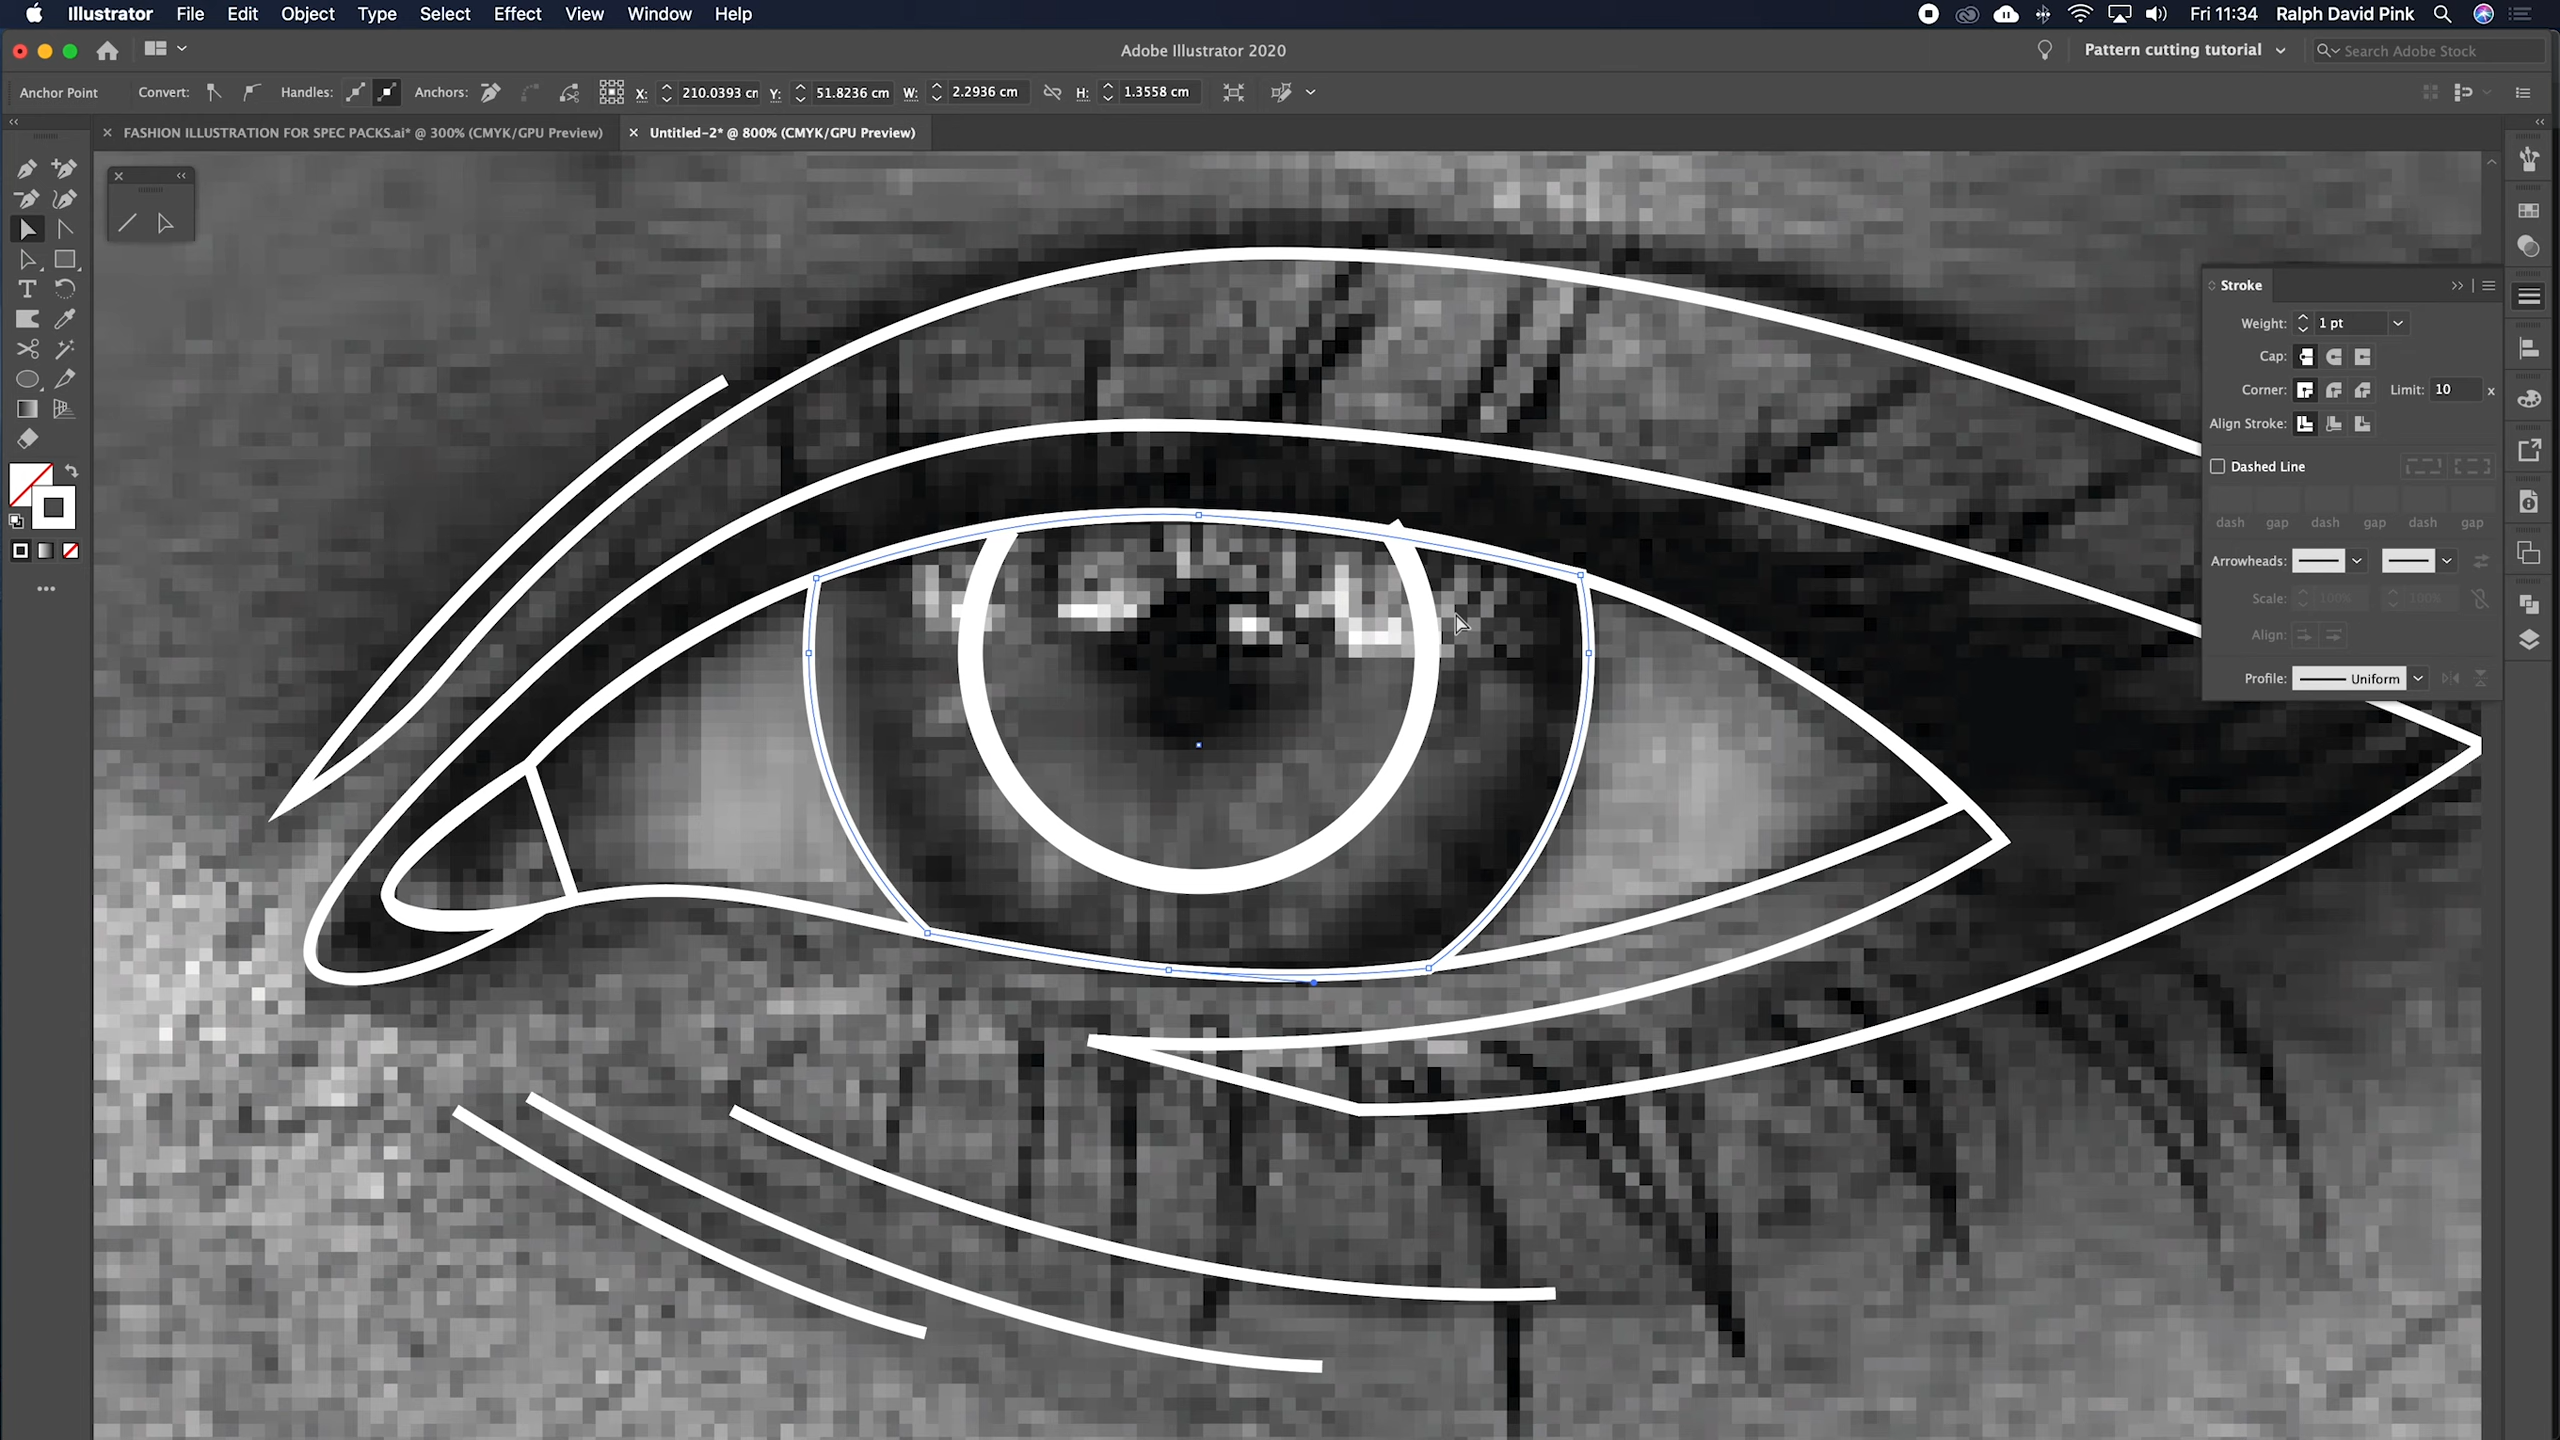 Illustrator File Edit Object Type Select Effect View Window Help Fri 11:34 Ralph David Pink
Adobe Illustrator 2020 Pattern cutting tutorial Search Adobe Stock
Anchor Point Convert: Handles: Anchors: X: 210.0393 cm Y: 51.8236 cm W: 2.2936 cm H: 1.3558 cm
× FASHION ILLUSTRATION FOR SPEC PACKS.ai* @ 300% (CMYK/GPU Preview) × Untitled-2* @ 800% (CMYK/GPU Preview)
Stroke
Weight: 1 pt
Cap:
Corner: Limit: 10 x
Align Stroke:
Dashed Line
dash gap dash gap dash gap
Arrowheads:
Scale: 100% 100%
Align:
Profile: Uniform